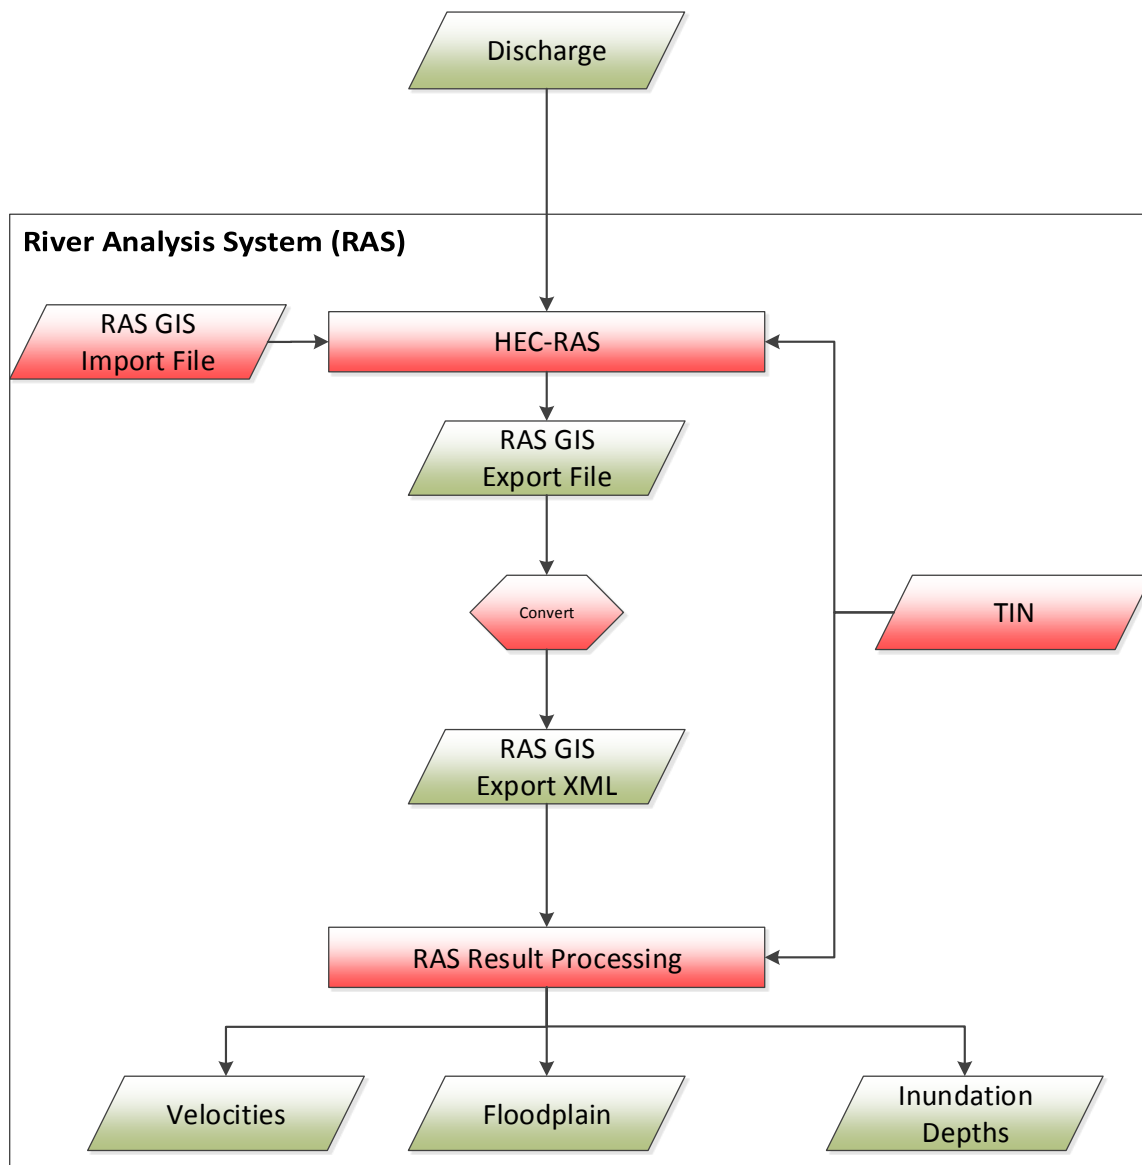 Discharge
River Analysis System (RAS)
RAS GIS
Import File
HEC-RAS
RAS GIS
Export File
Convert
TIN
RAS GIS
Export XML
RAS Result Processing
Velocities
Floodplain
Inundation
Depths